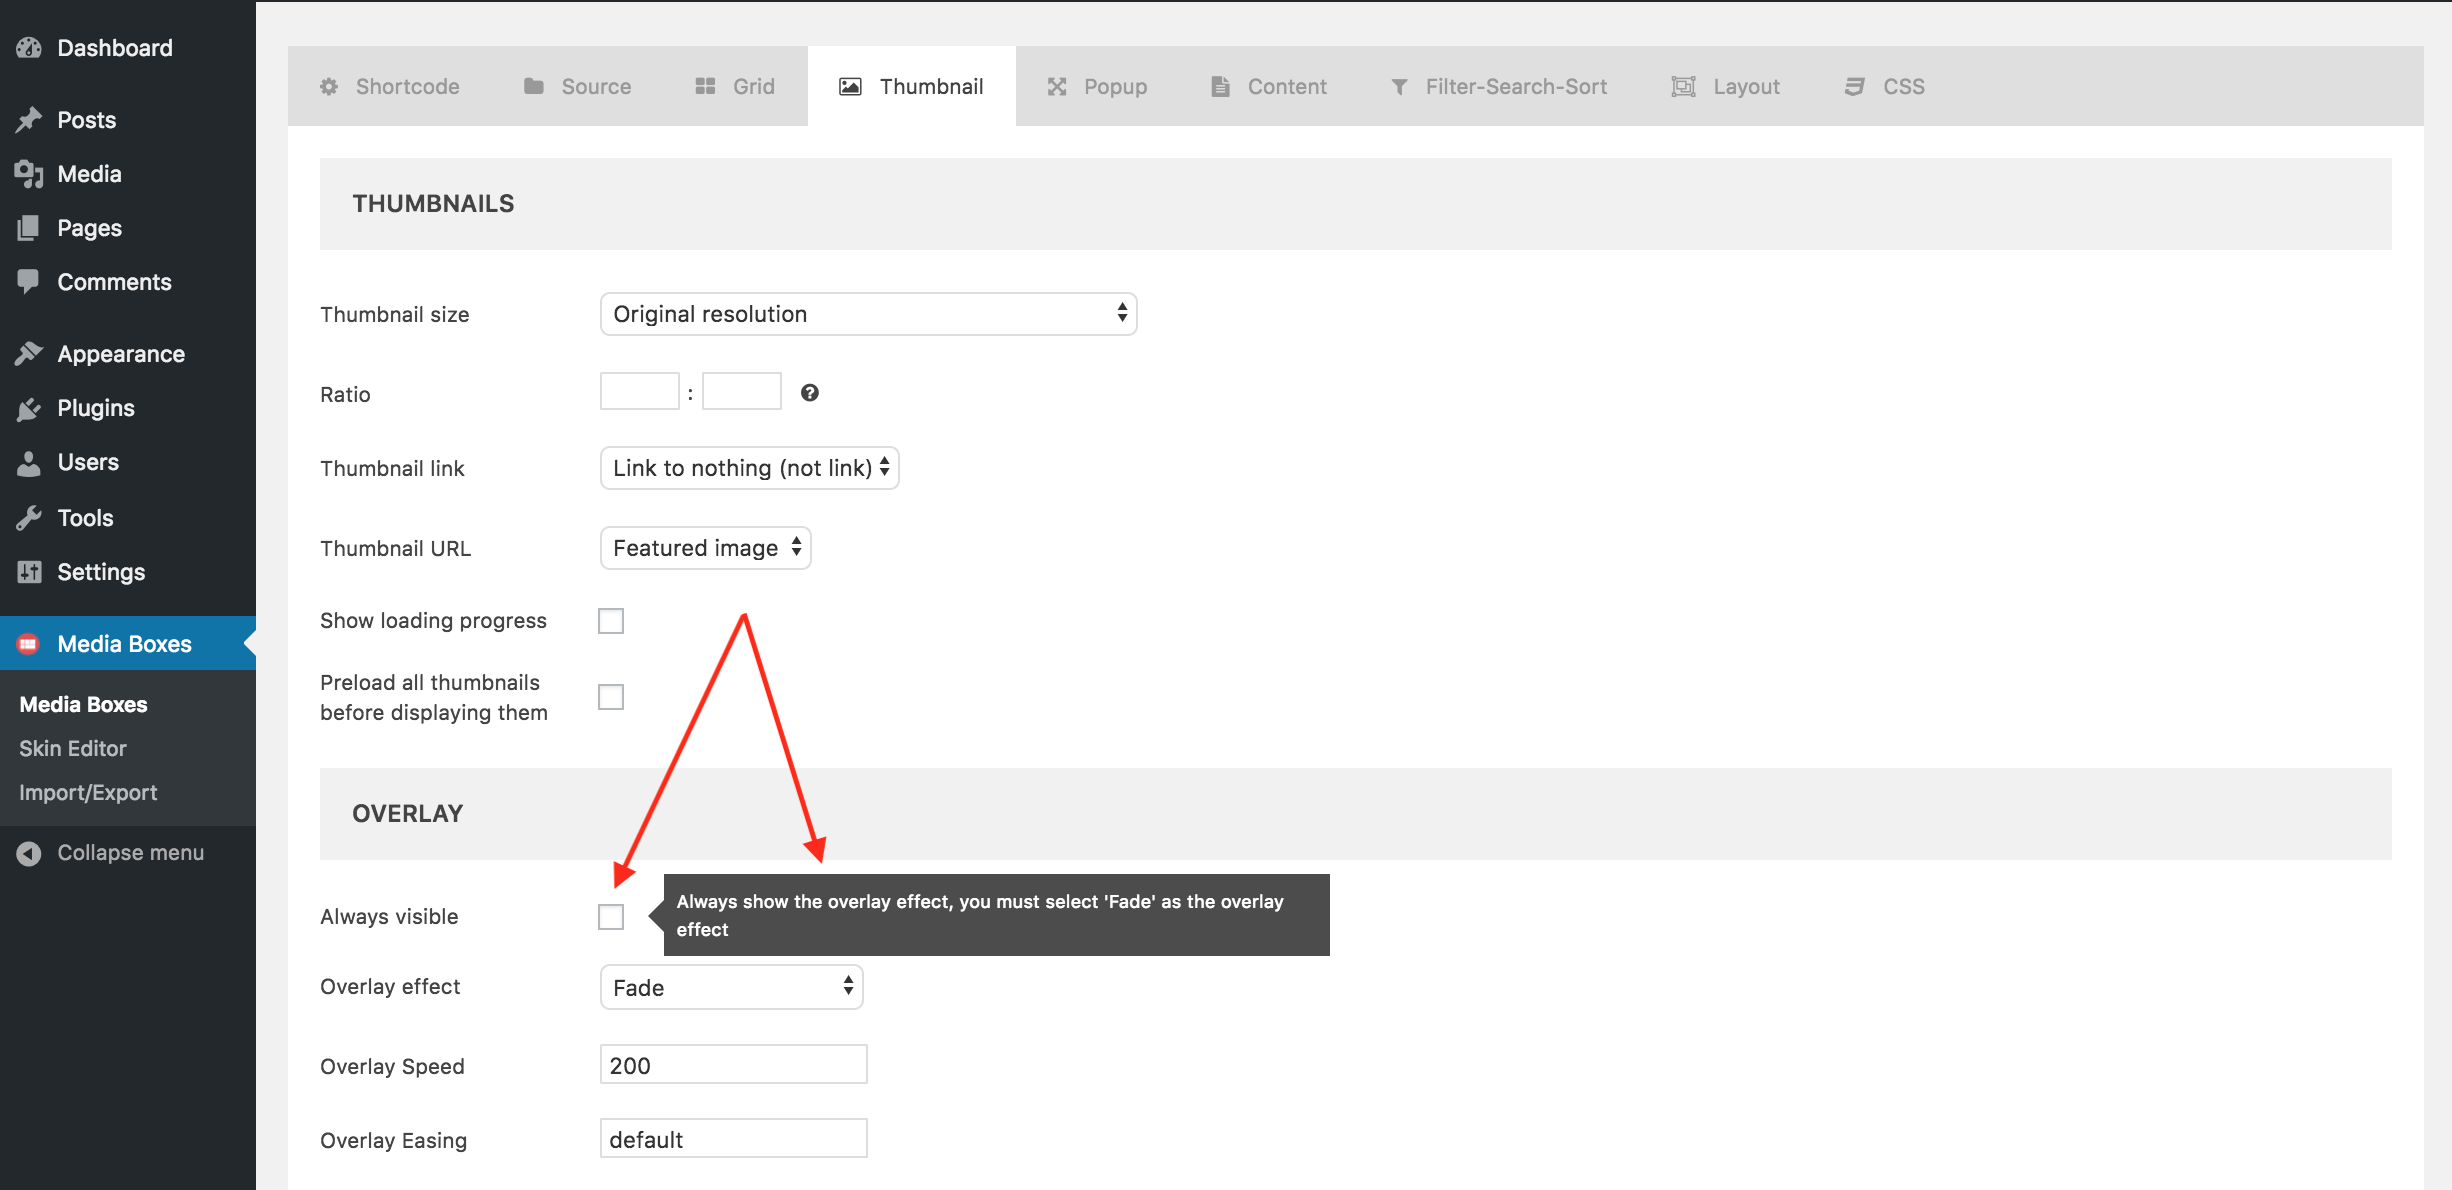 Dashboard
Posts
Media
Pages
Comments
Appearance
Plugins
Users
Tools
Settings
Media Boxes
Media Boxes
Skin Editor
Import/Export
Collapse menu
Shortcode Source Grid Thumbnail Popup Content Filter-Search-Sort Layout CSS
THUMBNAILS
Thumbnail size Original resolution
Ratio :
Thumbnail link Link to nothing (not link)
Thumbnail URL Featured image
Show loading progress
Preload all thumbnails
before displaying them
OVERLAY
Always visible
Always show the overlay effect, you must select 'Fade' as the overlay
effect
Overlay effect Fade
Overlay Speed 200
Overlay Easing default